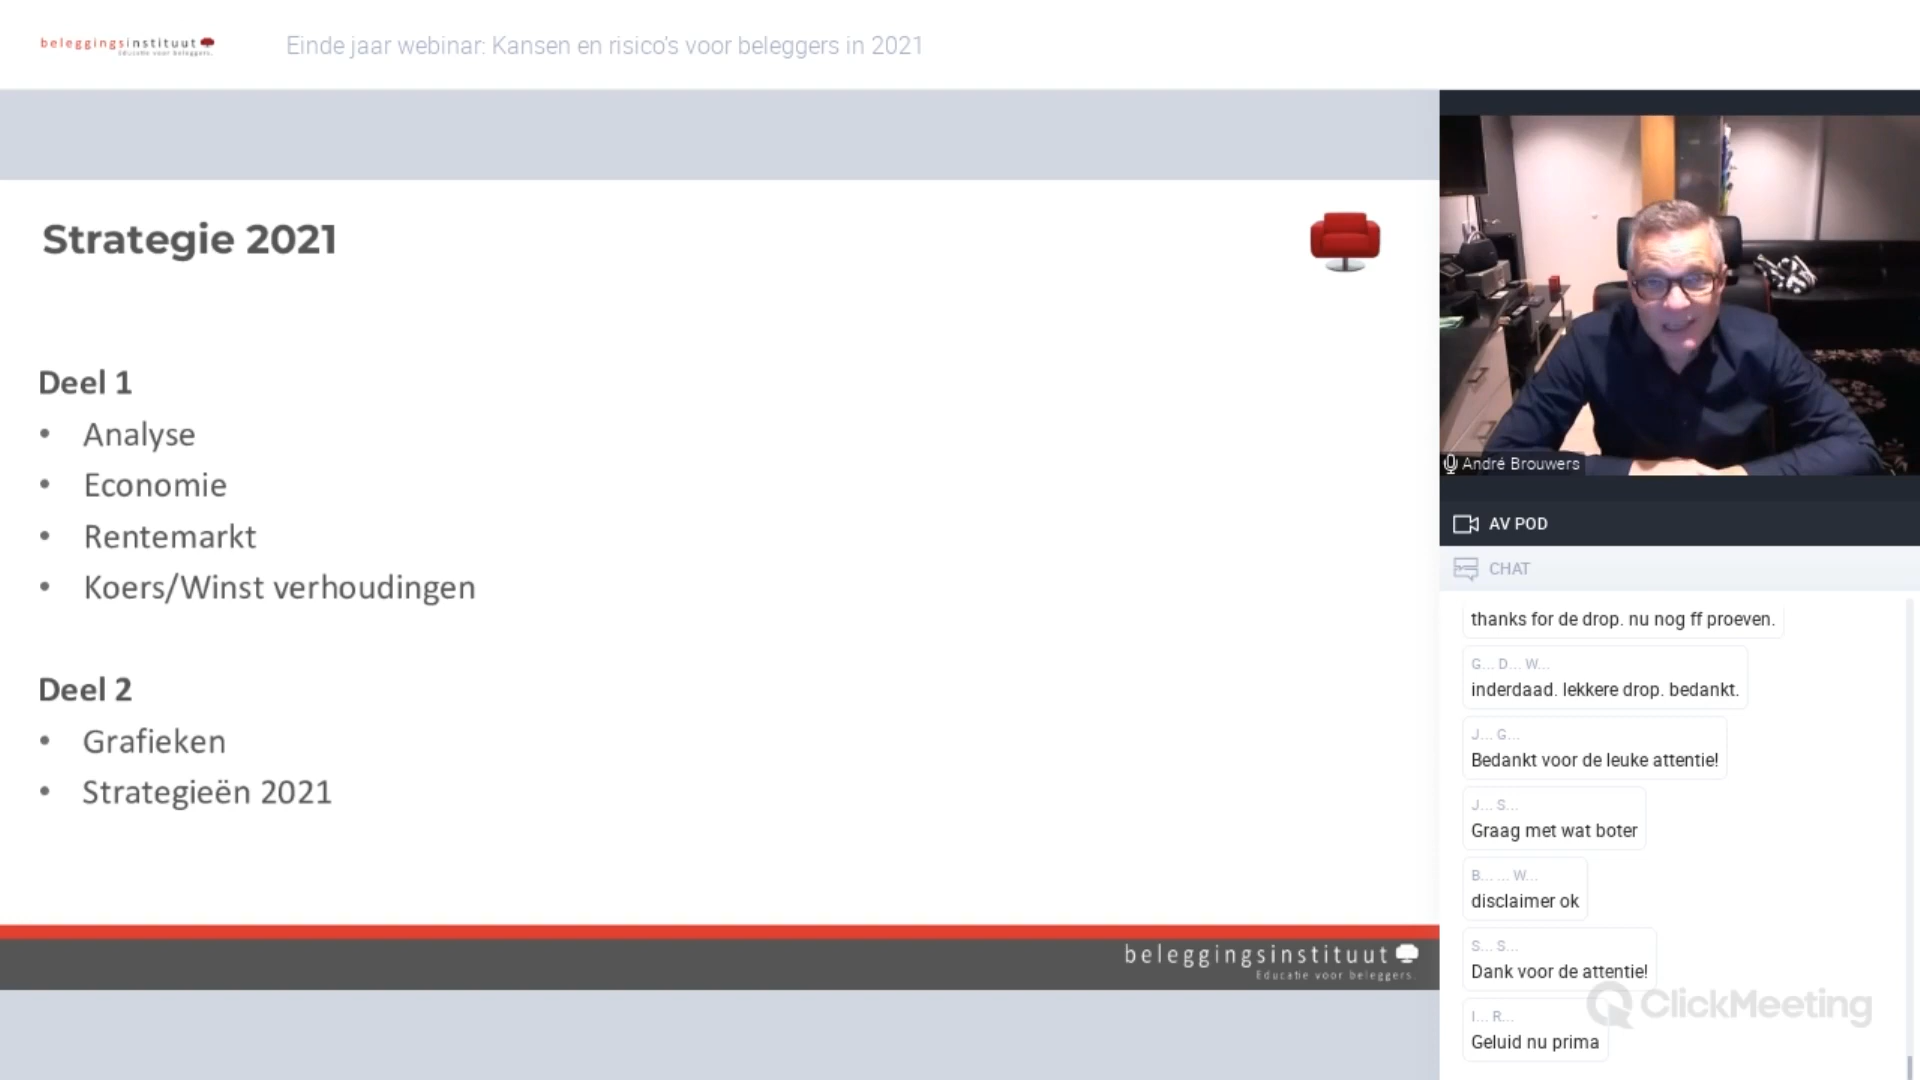 beleggingsinstituut
Educatie voor beleggers.
Einde jaar webinar: Kansen en risico's voor beleggers in 2021
Strategie 2021
Deel 1
• Analyse
• Economie
• Rentemarkt
• Koers/Winst verhoudingen
Deel 2
• Grafieken
• Strategieën 2021
beleggingsinstituut
Educatie voor beleggers.
André Brouwers
AV POD
CHAT
thanks for de drop. nu nog ff proeven.
G... D... W...
inderdaad. lekkere drop. bedankt.
J... G...
Bedankt voor de leuke attentie!
J... S...
Graag met wat boter
B... ... W...
disclaimer ok
S... S...
Dank voor de attentie!
I... R...
Geluid nu prima
ClickMeeting